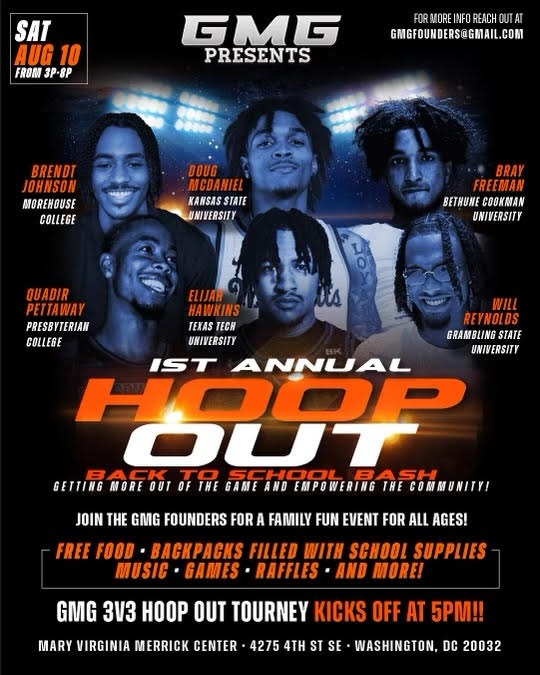 SAT
AUG 10
FROM 3P-8P
GMG
PRESENTS
FOR MORE INFO REACH OUT AT
GMGFOUNDERS@GMAIL.COM
BRENDT
JOHNSON
MOREHOUSE
COLLEGE
DOUG
MCDANIEL
KANSAS STATE
UNIVERSITY
BRAY
FREEMAN
BETHUNE COOKMAN
UNIVERSITY
QUADIR
PETTAWAY
PRESBYTERIAN
COLLEGE
ELIJAH
HAWKINS
TEXAS TECH
UNIVERSITY
WILL
REYNOLDS
GRAMBLING STATE
UNIVERSITY
BK
1ST ANNUAL
HOOP
OUT
BACK TO SCHOOL BASH
GETTING MORE OUT OF THE GAME AND EMPOWERING THE COMMUNITY!
JOIN THE GMG FOUNDERS FOR A FAMILY FUN EVENT FOR ALL AGES!
FREE FOOD • BACKPACKS FILLED WITH SCHOOL SUPPLIES
MUSIC • GAMES • RAFFLES • AND MORE!
GMG 3V3 HOOP OUT TOURNEY KICKS OFF AT 5PM!!
MARY VIRGINIA MERRICK CENTER • 4275 4TH ST SE • WASHINGTON, DC 20032